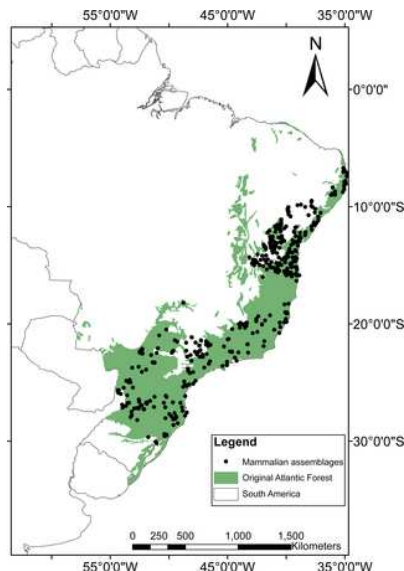 55°0'0"W 45°0'0"W 35°0'0"W
N
0°0'0"
10°0'0"S
20°0'0"S
30°0'0"S
Legend
Mammalian assemblages
Original Atlantic Forest
South America
0 250 500 1,000 1,500
Kilometers
55°0'0"W 45°0'0"W 35°0'0"W